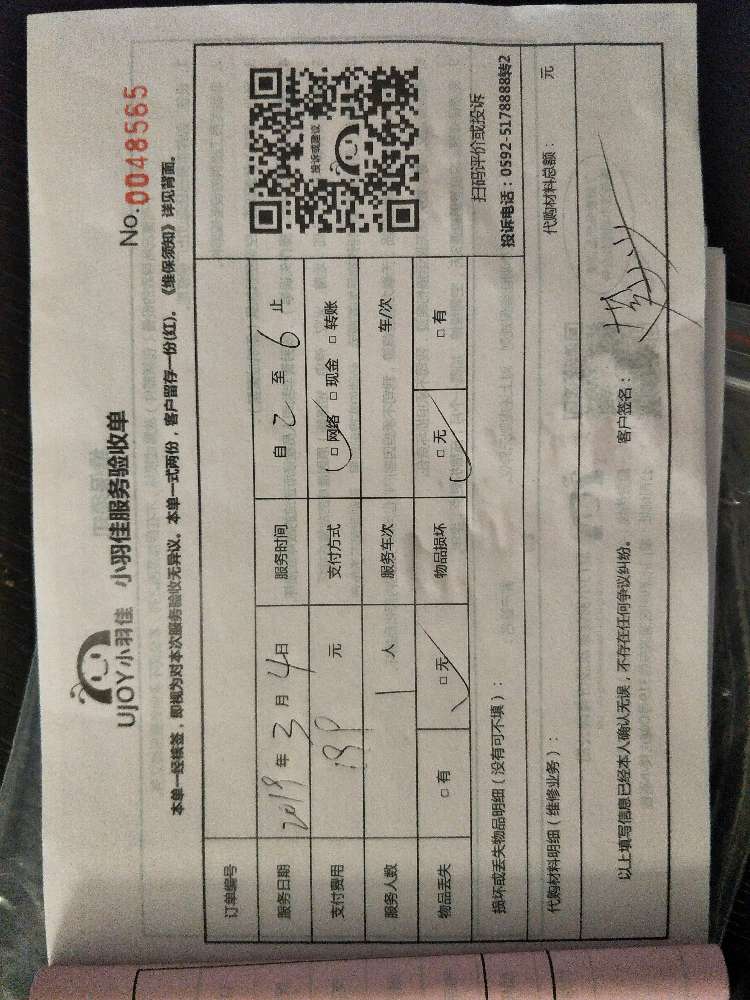 UJOY小羽佳 小羽佳服务验收单
No. 0048565
本单一经核签，即视为对本次服务验收无异议。本单一式两份，客户留存一份(红)。《维保须知》详见背面。
订单编号
服务日期 2019年3月4日 服务时间 自2至6止
支付费用 元 支付方式 □网络 □现金 □转账
服务人数 1人 服务车次 车/次
物品丢失 □有 □无 物品损坏 □无 □有
投诉或建议
扫码评价或投诉
投诉电话：0592-5178888转2
损坏或丢失物品明细（没有可不填）：
代购材料明细（维修业务）： 代购材料总额： 元
以上填写信息已经本人确认无误，不存在任何争议纠纷。 客户签名：